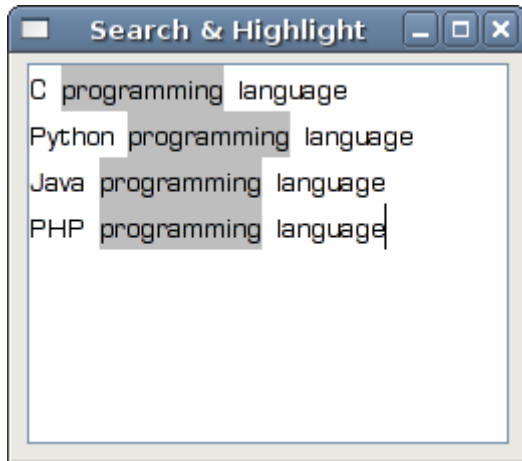 Search & Highlight
C programming language
Python programming language
Java programming language
PHP programming language